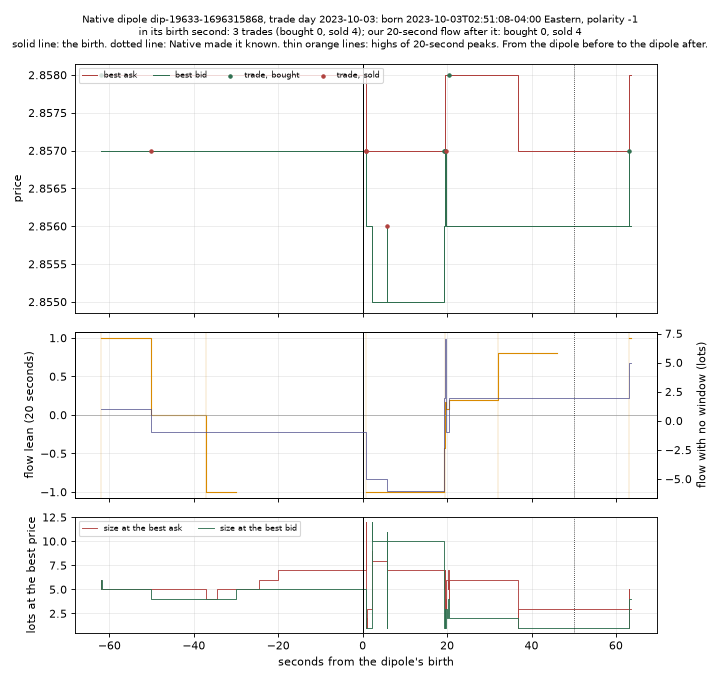 Native dipole dip-19633-1696315868, trade day 2023-10-03: born 2023-10-03T02:51:08-04:00 Eastern, polarity -1
in its birth second: 3 trades (bought 0, sold 4); our 20-second flow after it: bought 0, sold 4
solid line: the birth. dotted line: Native made it known. thin orange lines: highs of 20-second peaks. From the dipole before to the dipole after.
best ask
best bid
trade, bought
trade, sold
2.8580
2.8575
2.8570
2.8565
2.8560
2.8555
2.8550
price
1.0
0.5
0.0
−0.5
−1.0
flow lean (20 seconds)
7.5
5.0
2.5
0.0
−2.5
−5.0
flow with no window (lots)
size at the best ask
size at the best bid
12.5
10.0
7.5
5.0
2.5
lots at the best price
−60
−40
−20
0
20
40
60
seconds from the dipole's birth